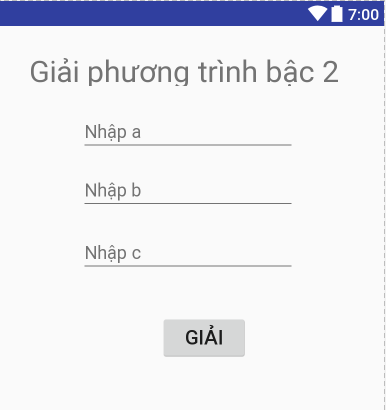 7:00
Giải phương trình bậc 2
Nhập a
Nhập b
Nhập c
GIẢI